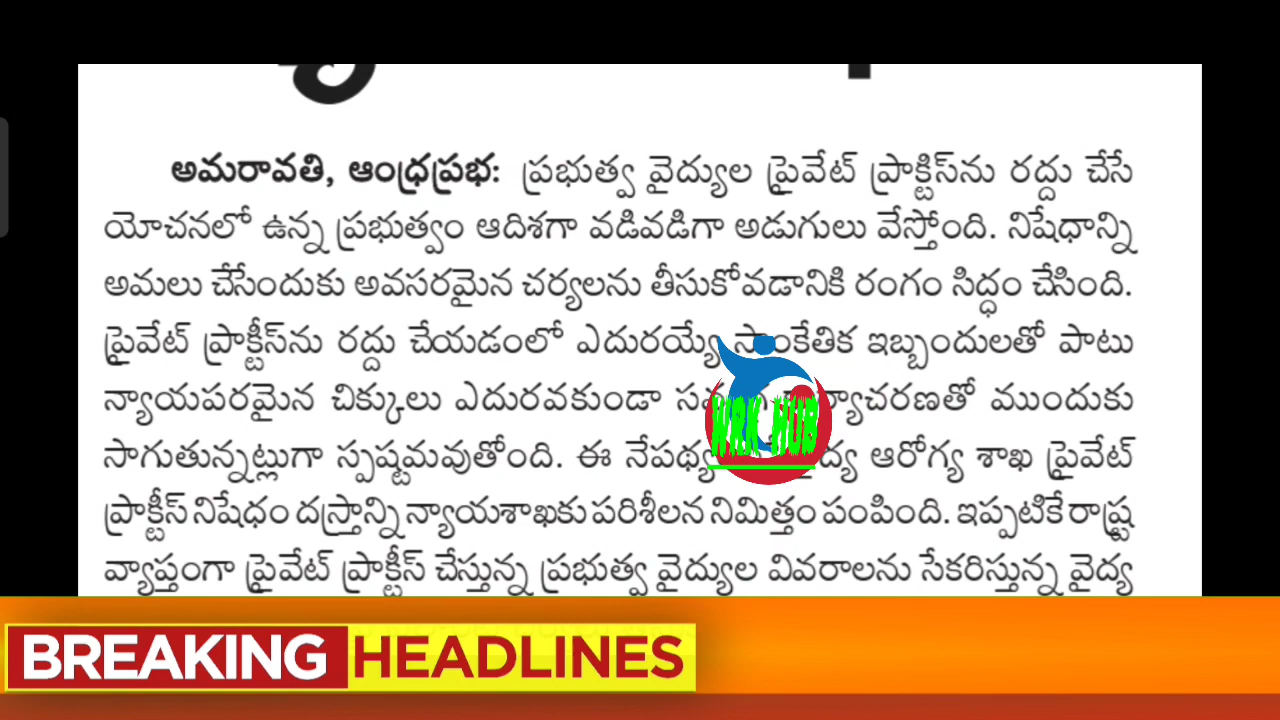 అమరావతి, ఆంధ్రప్రభ: ప్రభుత్వ వైద్యుల ప్రైవేట్ ప్రాక్టిస్‌ను రద్దు చేసే
యోచనలో ఉన్న ప్రభుత్వం ఆదిశగా వడివడిగా అడుగులు వేస్తోంది. నిషేధాన్ని
అమలు చేసేందుకు అవసరమైన చర్యలను తీసుకోవడానికి రంగం సిద్ధం చేసింది.
ప్రైవేట్ ప్రాక్టీస్‌ను రద్దు చేయడంలో ఎదురయ్యే సాంకేతిక ఇబ్బందులతో పాటు
న్యాయపరమైన చిక్కులు ఎదురవకుండా ముందుకు
సాగుతున్నట్లుగా స్పష్టమవుతోంది. ఈ ఆరోగ్య శాఖ ప్రైవేట్
ప్రాక్టీస్ నిషేధం దస్త్రాన్ని న్యాయశాఖకు పరిశీలన నిమిత్తం పంపింది. ఇప్పటికే రాష్ట్ర
వ్యాప్తంగా ప్రైవేట్ ప్రాక్టీస్ చేస్తున్న ప్రభుత్వ వైద్యుల వివరాలను సేకరిస్తున్న వైద్య
WRK HUB
BREAKING HEADLINES